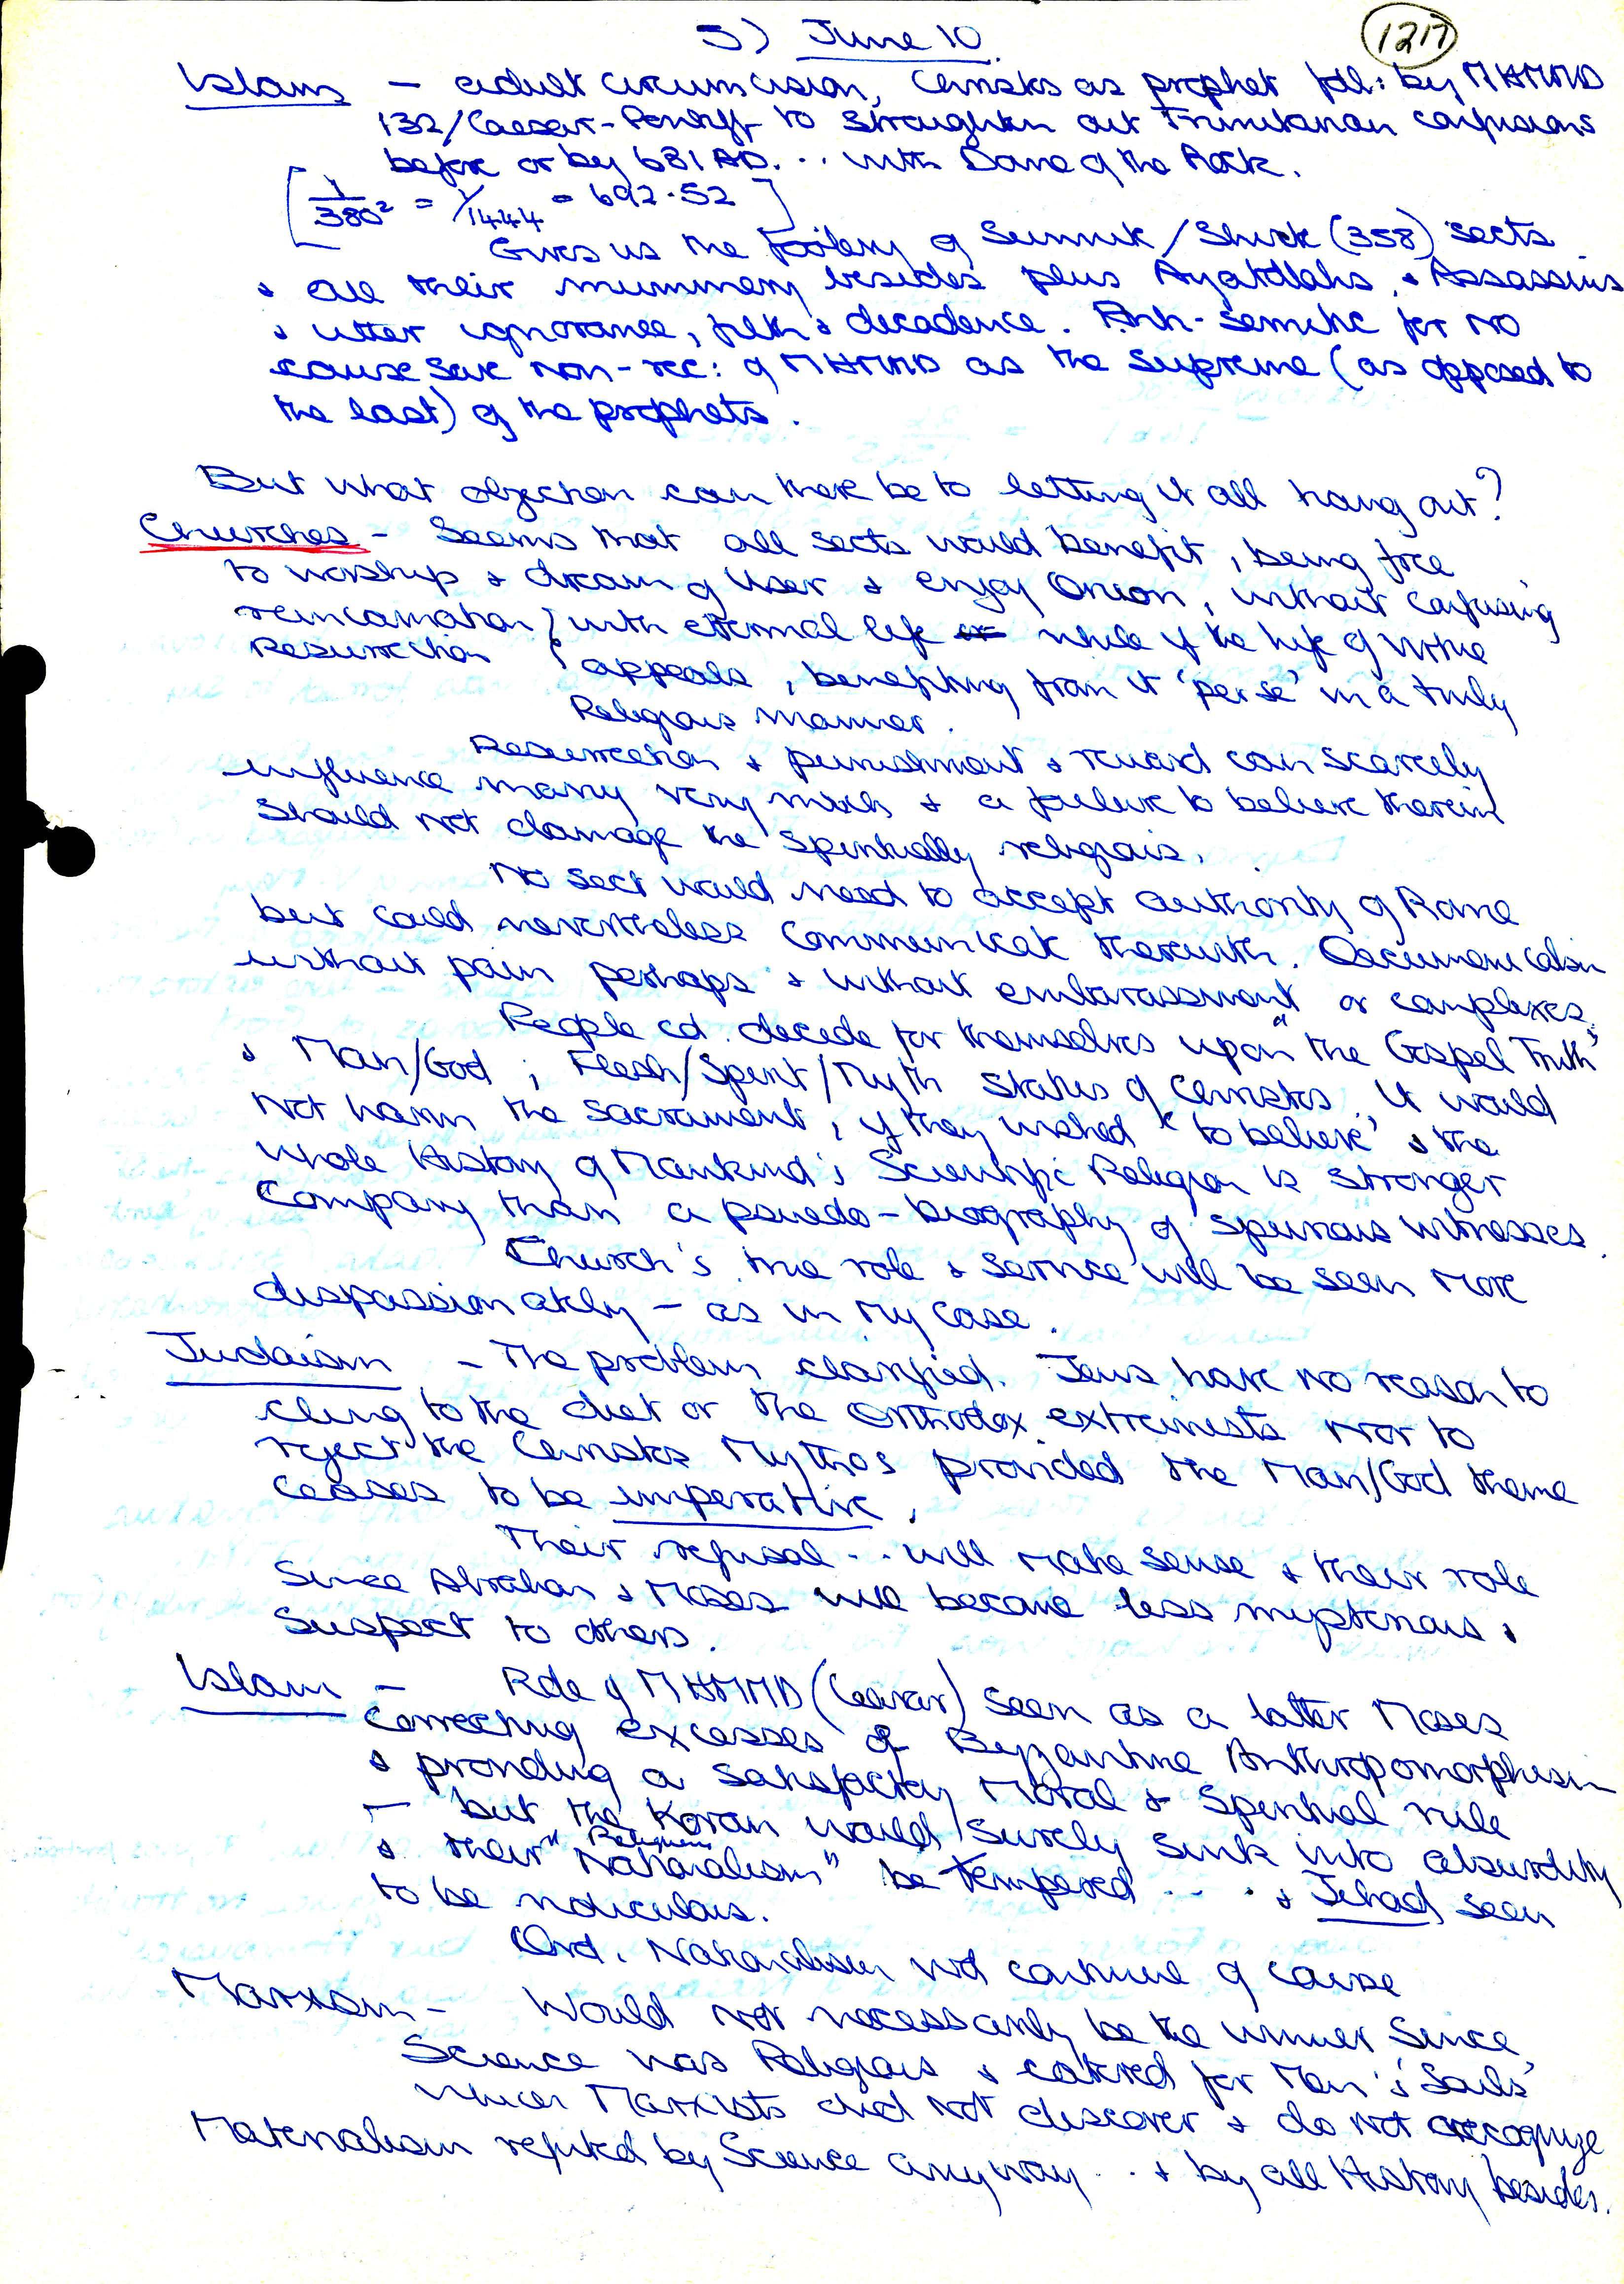 5) June 10
1217
Islam - adult circumcision, Christos as prophet foll: by MHMMD
132/Caesar-Pontiff to straighten out Trinitarian confusions
before or by 681 AD. .. with Dome of the Rock.
[1/380² = 1/1444 = 692.52]
Gives us the foolery of Sunnite/Shiek (358) sects
& all their mummery besides plus Ayatollahs, & Assassins
& utter ignorance, filth & decadence. Anti-semitic for no
cause save non-rec: of MHMMD as the Supreme (as opposed to
the last) of the prophets.
But what objection can there be to letting it all hang out?
Churches - Seems that all sects would benefit, being free
to worship & dream of User & enjoy Orion, without confusing
reincarnation } with eternal life while if the life of Virtue
Resurrection } appeals, benefiting from it 'per se' in a truly
Religious manner.
Resurrection & punishment & reward can scarcely
influence many very much & a failure to believe therein
should not damage the spiritually religious.
No sect would need to accept authority of Rome
but could nevertheless communicate therewith.
without pain perhaps & without embarassment or complexes.
People cd. decide for themselves upon "the Gospel Truth"
& Man/God ; Flesh/Spirit/Myth status of Christos. It would
not harm the sacrament, if they wished 'to believe' & the
whole History of Mankind's Scientific Religion is stronger
company than a psuedo-biography of spurious witnesses.
Church's true role & service will be seen more
dispassionately - as in my case.
Judaism - The problem clarified. Jews have no reason to
cling to the diet or the Orthodox extremists nor to
reject the Christos Mythos provided the Man/God theme
ceases to be imperative.
Their refusal .. will make sense & their role
since Abraham & Moses will become less mysterious &
suspect to others.
Islam - Role of MHMMD (Caesar) seen as a latter Moses
correcting excesses of Byzantine Anthropomorphism
& providing a satisfactory Moral & Spiritual rule
- but the Koran would surely sink into absurdity
& their "Religious Nationalism" be tempered .. . & Jehad seen
to be ridiculous.
Ord. Nationalism wd continue of course
Marxism - Would not necessarily be the winner since
Science was Religious & catered for Men's 'Souls'
which Marxists did not discover & do not recognize
Materialism refuted by Science anyway .. & by all History besides.